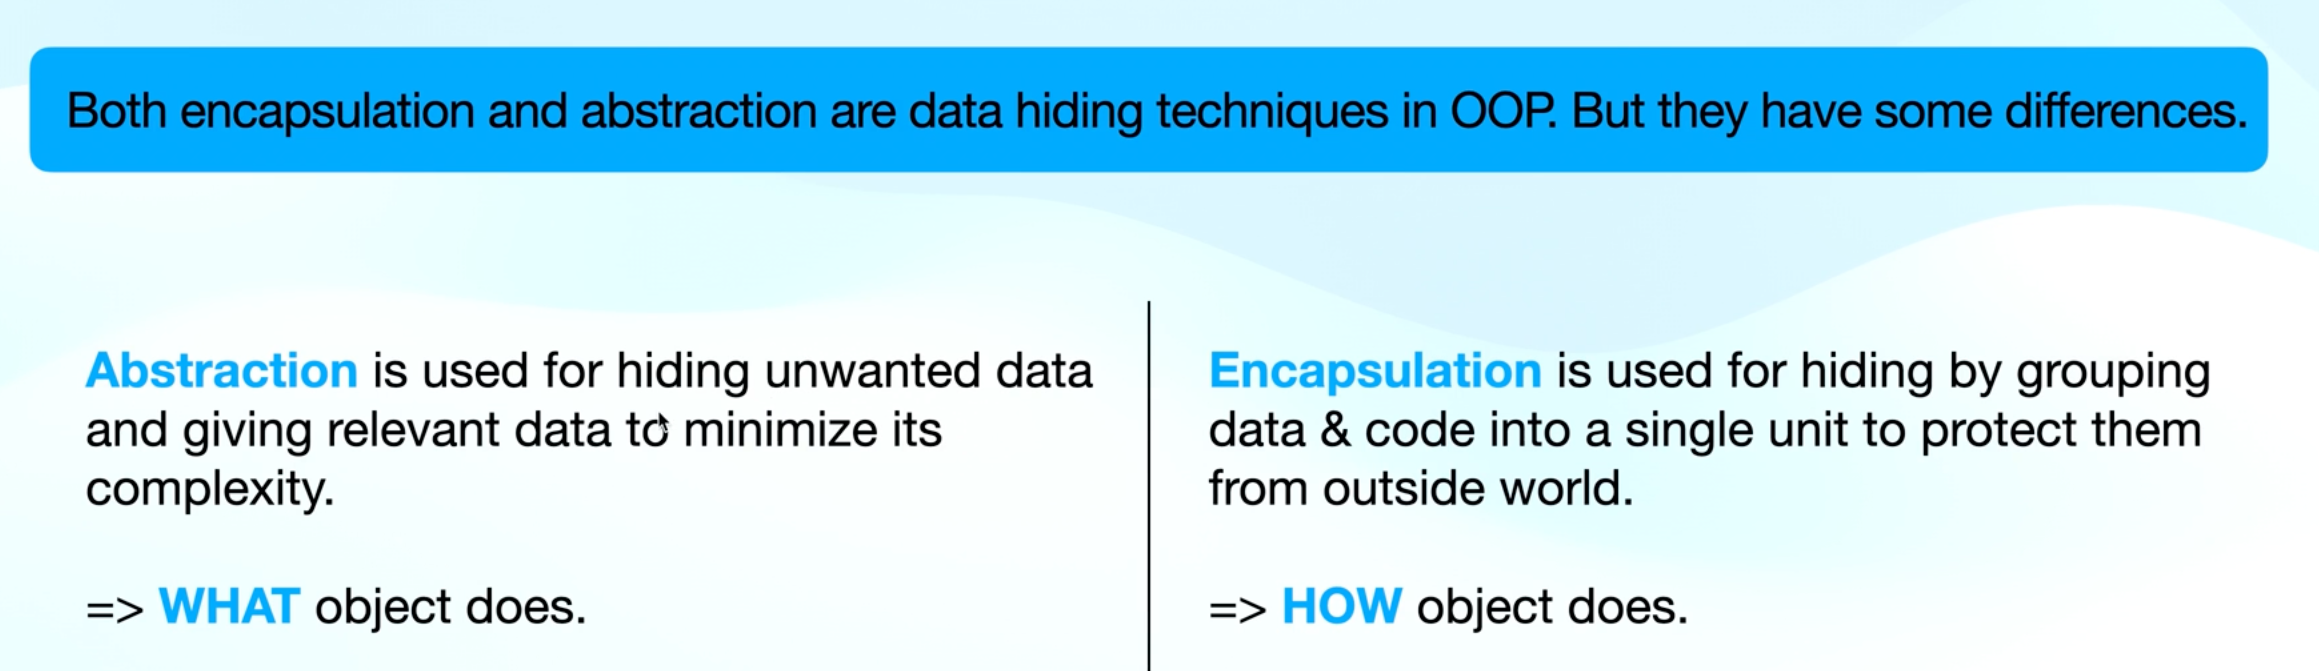 Both encapsulation and abstraction are data hiding techniques in OOP. But they have some differences.
Abstraction is used for hiding unwanted data
and giving relevant data to minimize its
complexity.
=> WHAT object does.
Encapsulation is used for hiding by grouping
data & code into a single unit to protect them
from outside world.
=> HOW object does.